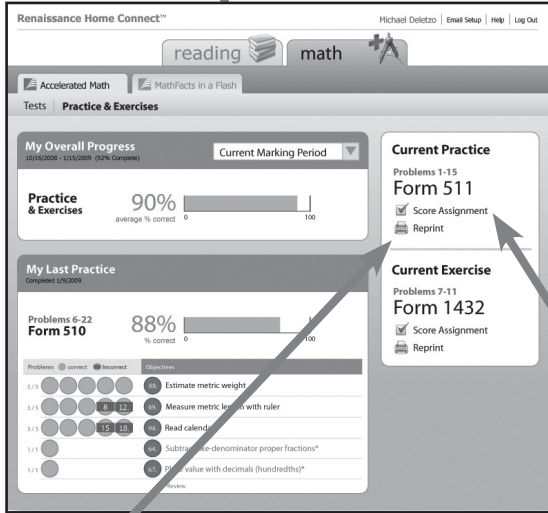 Renaissance Home Connect™
Michael Deletzo | Email Setup | Help | Log Out
reading math
Accelerated Math MathFacts in a Flash
Tests | Practice & Exercises
My Overall Progress
10/16/2008 - 1/15/2009 (92% Complete)
Current Marking Period
Practice
& Exercises
90%
average % correct
0 100
My Last Practice
Completed 1/9/2009
Problems 6-22
Form 510
88%
% correct
0 100
Problems correct Incorrect Objectives
5/5 88. Estimate metric weight
3/5 8 12. 89. Measure metric length with ruler
3/5 15 18. 94. Read calendar
1/1 64. Subtract like-denominator proper fractions*
1/1 67. Place value with decimals (hundredths)*
Review
Current Practice
Problems 1-15
Form 511
Score Assignment
Reprint
Current Exercise
Problems 7-11
Form 1432
Score Assignment
Reprint